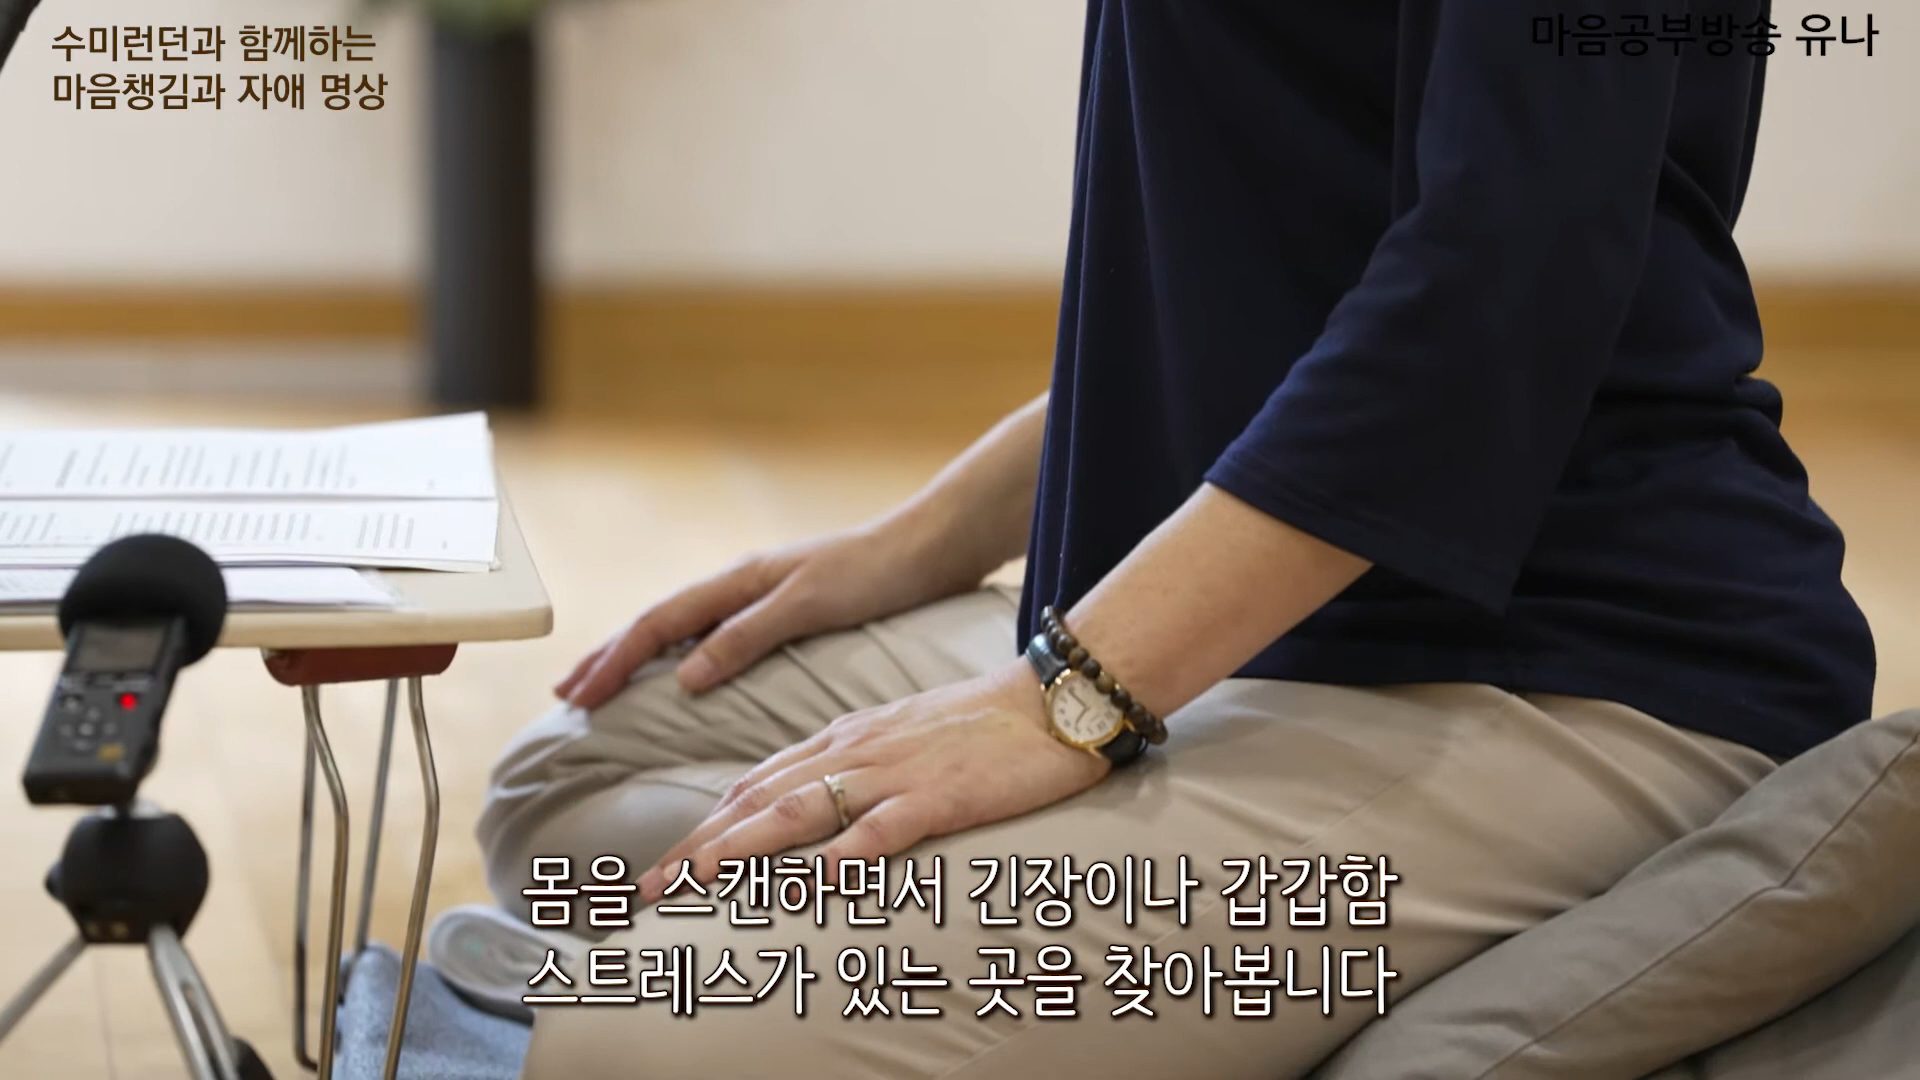 수미런던과 함께하는
마음챙김과 자애 명상
마음공부방송 유나
몸을 스캔하면서 긴장이나 갑갑함
스트레스가 있는 곳을 찾아봅니다